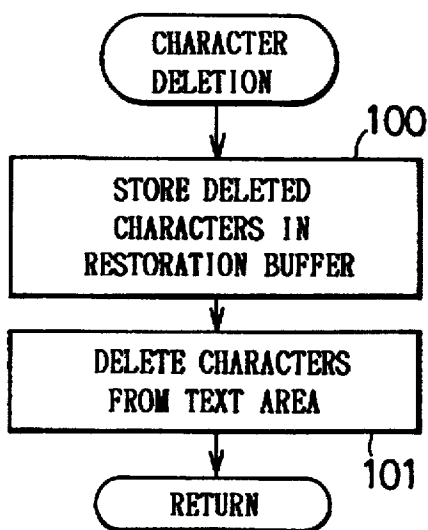 CHARACTER
DELETION
100
STORE DELETED
CHARACTERS IN
RESTORATION BUFFER
DELETE CHARACTERS
FROM TEXT AREA
101
RETURN